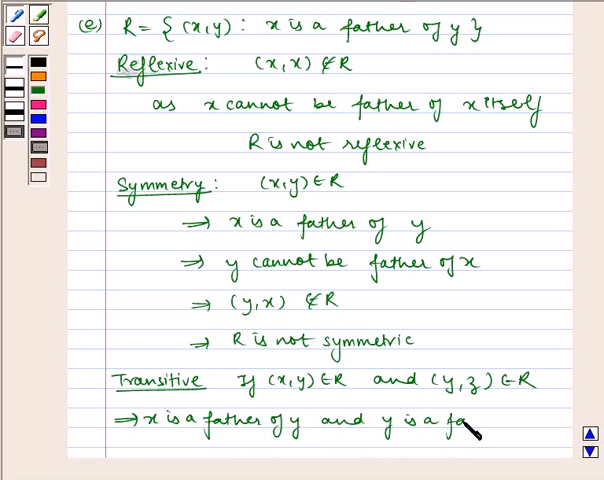 (e) R = { (x,y) : x is a father of y }
Reflexive : (x,x) ∉ R
as x cannot be father of x itself
R is not reflexive
Symmetry : (x,y) ∈ R
⇒ x is a father of y
⇒ y cannot be father of x
⇒ (y,x) ∉ R
⇒ R is not symmetric
Transitive If (x,y) ∈ R and (y,z) ∈ R
⇒ x is a father of y and y is a fa